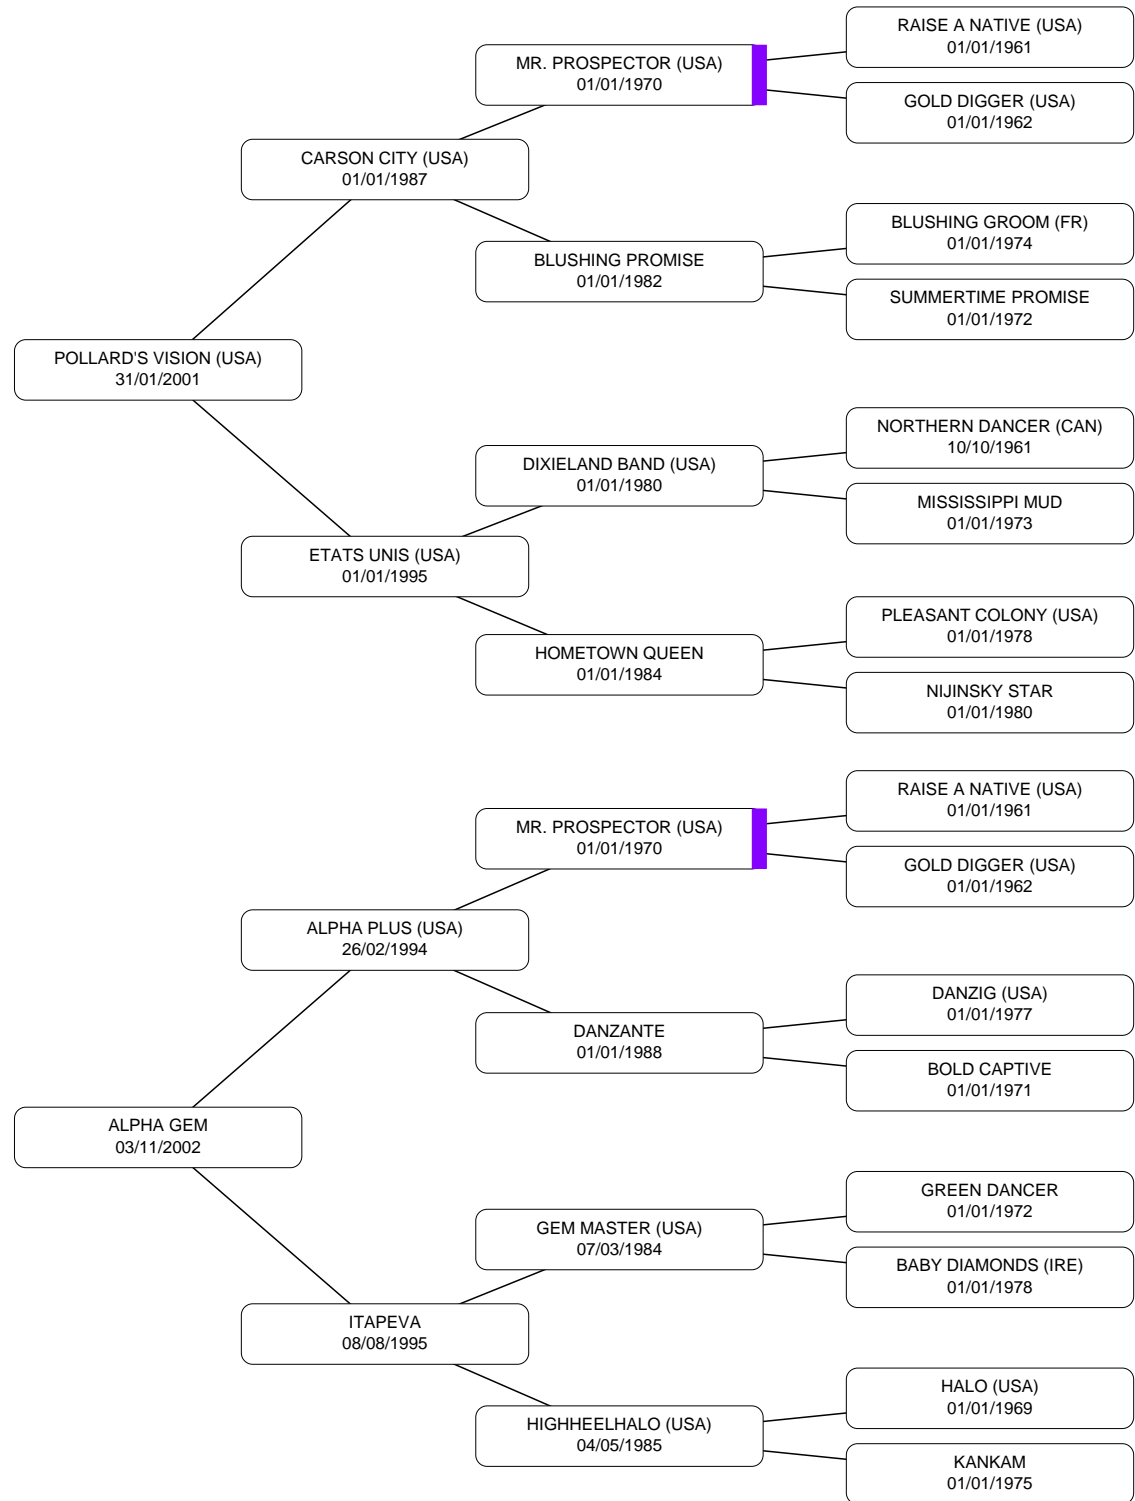 RAISE A NATIVE (USA)
01/01/1961
MR. PROSPECTOR (USA)
01/01/1970
GOLD DIGGER (USA)
01/01/1962
CARSON CITY (USA)
01/01/1987
BLUSHING GROOM (FR)
01/01/1974
BLUSHING PROMISE
01/01/1982
SUMMERTIME PROMISE
01/01/1972
POLLARD'S VISION (USA)
31/01/2001
NORTHERN DANCER (CAN)
10/10/1961
DIXIELAND BAND (USA)
01/01/1980
MISSISSIPPI MUD
01/01/1973
ETATS UNIS (USA)
01/01/1995
PLEASANT COLONY (USA)
01/01/1978
HOMETOWN QUEEN
01/01/1984
NIJINSKY STAR
01/01/1980
RAISE A NATIVE (USA)
01/01/1961
MR. PROSPECTOR (USA)
01/01/1970
GOLD DIGGER (USA)
01/01/1962
ALPHA PLUS (USA)
26/02/1994
DANZIG (USA)
01/01/1977
DANZANTE
01/01/1988
BOLD CAPTIVE
01/01/1971
ALPHA GEM
03/11/2002
GREEN DANCER
01/01/1972
GEM MASTER (USA)
07/03/1984
BABY DIAMONDS (IRE)
01/01/1978
ITAPEVA
08/08/1995
HALO (USA)
01/01/1969
HIGHHEELHALO (USA)
04/05/1985
KANKAM
01/01/1975